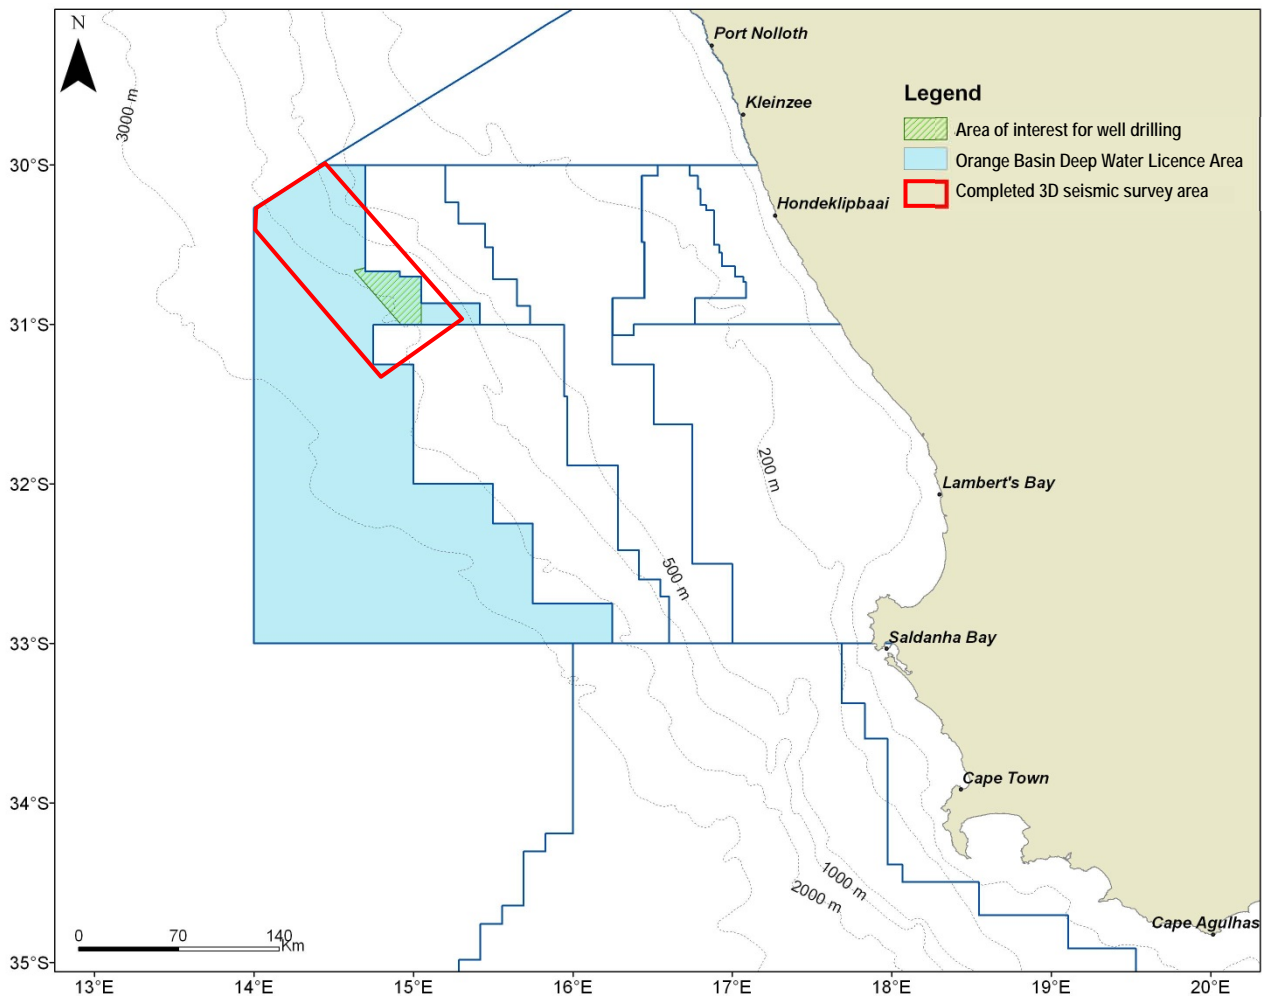 N
Port Nolloth
Kleinzee
3000 m
Legend
Area of interest for well drilling
Orange Basin Deep Water Licence Area
Completed 3D seismic survey area
30°S
Hondeklipbaai
31°S
200 m
32°S
Lambert's Bay
500 m
33°S
Saldanha Bay
Cape Town
34°S
1000 m
2000 m
Cape Agulhas
0 70 140 Km
35°S
13°E 14°E 15°E 16°E 17°E 18°E 19°E 20°E